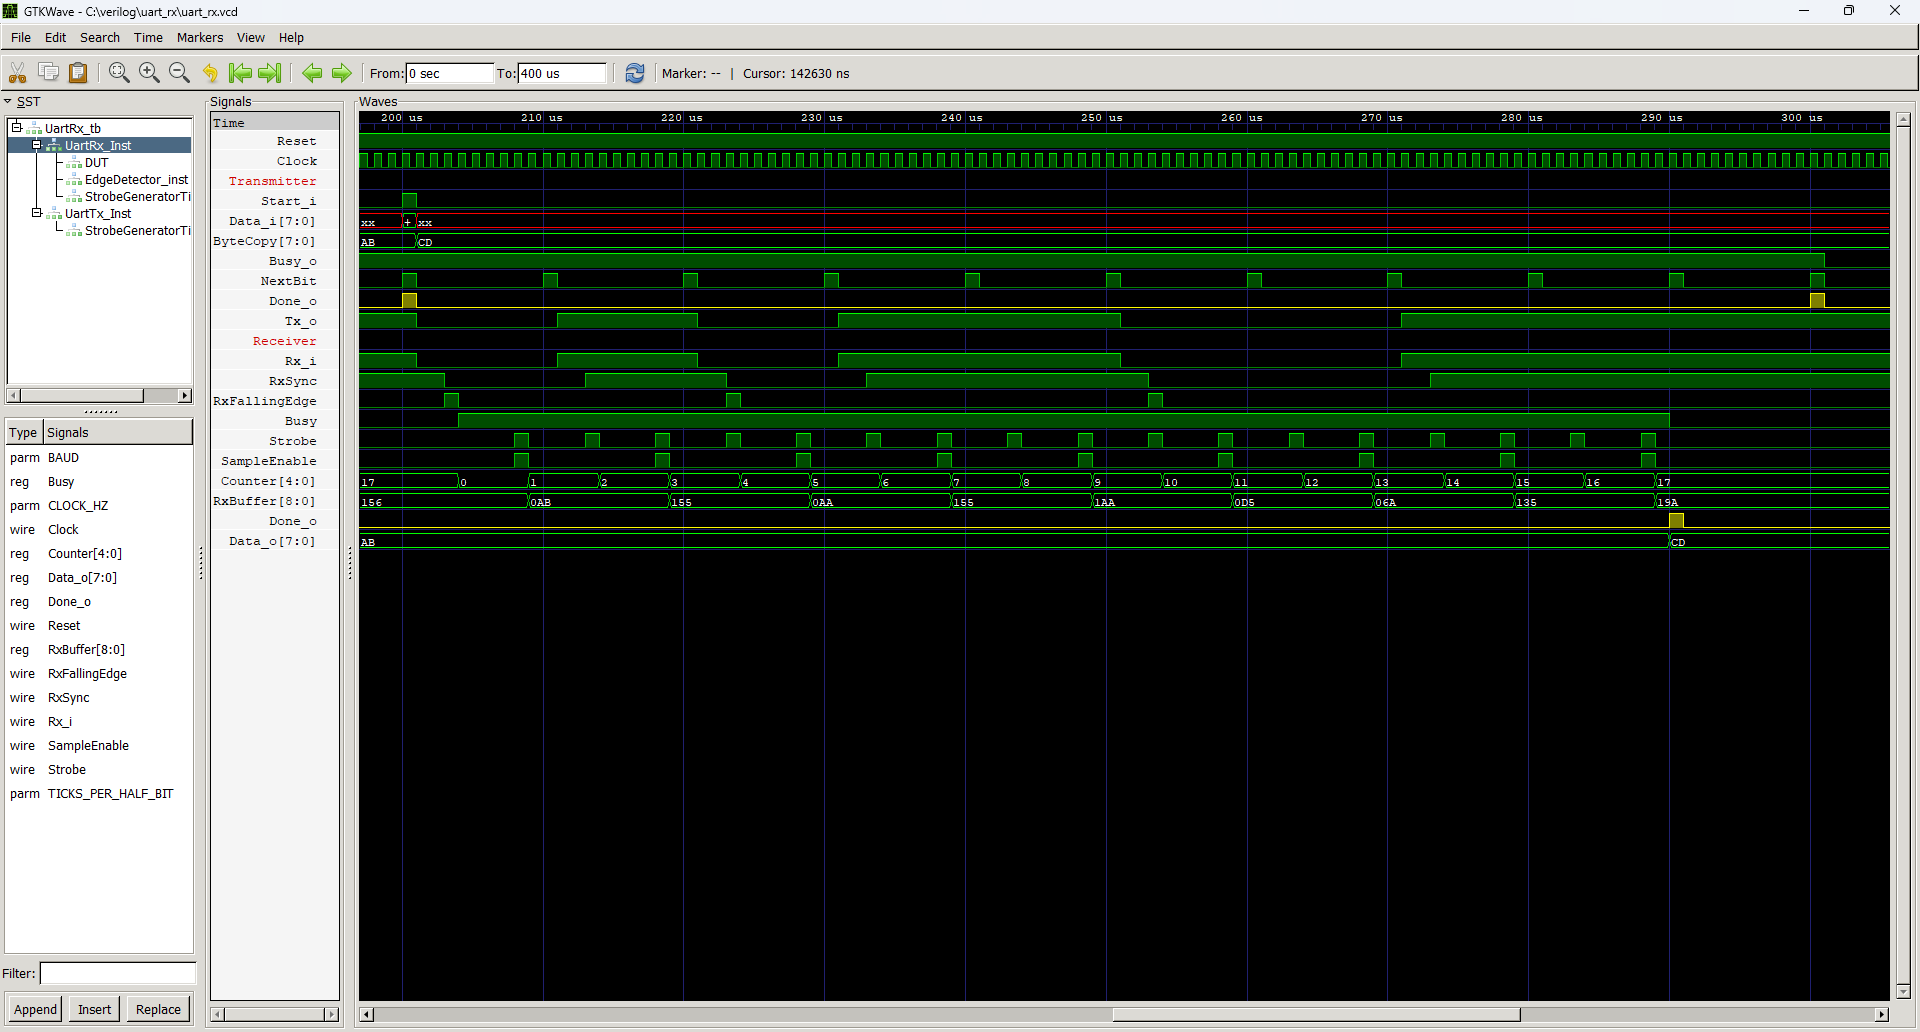 GTKWave - C:\verilog\uart_rx\uart_rx.vcd
File Edit Search Time Markers View Help
From: 0 sec To: 400 us Marker: -- | Cursor: 142630 ns
SST
UartRx_tb
UartRx_Inst
DUT
EdgeDetector_inst
StrobeGeneratorTi
UartTx_Inst
StrobeGeneratorTi
Type Signals
parm BAUD
reg Busy
parm CLOCK_HZ
wire Clock
reg Counter[4:0]
reg Data_o[7:0]
reg Done_o
wire Reset
reg RxBuffer[8:0]
wire RxFallingEdge
wire RxSync
wire Rx_i
wire SampleEnable
wire Strobe
parm TICKS_PER_HALF_BIT
Filter:
Append Insert Replace
Signals
Time
Reset
Clock
Transmitter
Start_i
Data_i[7:0]
ByteCopy[7:0]
Busy_o
NextBit
Done_o
Tx_o
Receiver
Rx_i
RxSync
RxFallingEdge
Busy
Strobe
SampleEnable
Counter[4:0]
RxBuffer[8:0]
Done_o
Data_o[7:0]
Waves
200 us 210 us 220 us 230 us 240 us 250 us 260 us 270 us 280 us 290 us 300 us
xx + xx
AB CD
17 0 1 2 3 4 5 6 7 8 9 10 11 12 13 14 15 16 17
156 0AB 155 0AA 155 1AA 0D5 06A 135 19A
AB CD